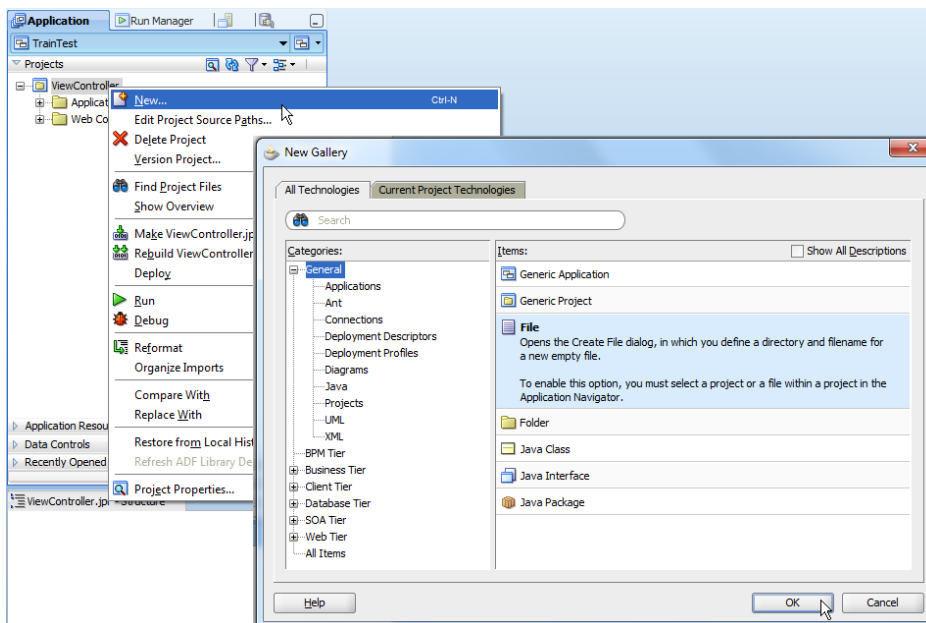 Application
Run Manager
TrainTest
Projects
ViewController
Applicat
Web Co
New... Ctrl-N
Edit Project Source Paths...
Delete Project
Version Project...
Find Project Files
Show Overview
Make ViewController.jp
Rebuild ViewController
Deploy
Run
Debug
Reformat
Organize Imports
Compare With
Replace With
Restore from Local Hist
Refresh ADF Library De
Project Properties...
Application Resou
Data Controls
Recently Opened
ViewController.jpr - Structure
New Gallery
All Technologies
Current Project Technologies
Search
Categories:
General
Applications
Ant
Connections
Deployment Descriptors
Deployment Profiles
Diagrams
Java
Projects
UML
XML
BPM Tier
Business Tier
Client Tier
Database Tier
SOA Tier
Web Tier
All Items
Items:
Show All Descriptions
Generic Application
Generic Project
File
Opens the Create File dialog, in which you define a directory and filename for
a new empty file.
To enable this option, you must select a project or a file within a project in the
Application Navigator.
Folder
Java Class
Java Interface
Java Package
Help
OK
Cancel